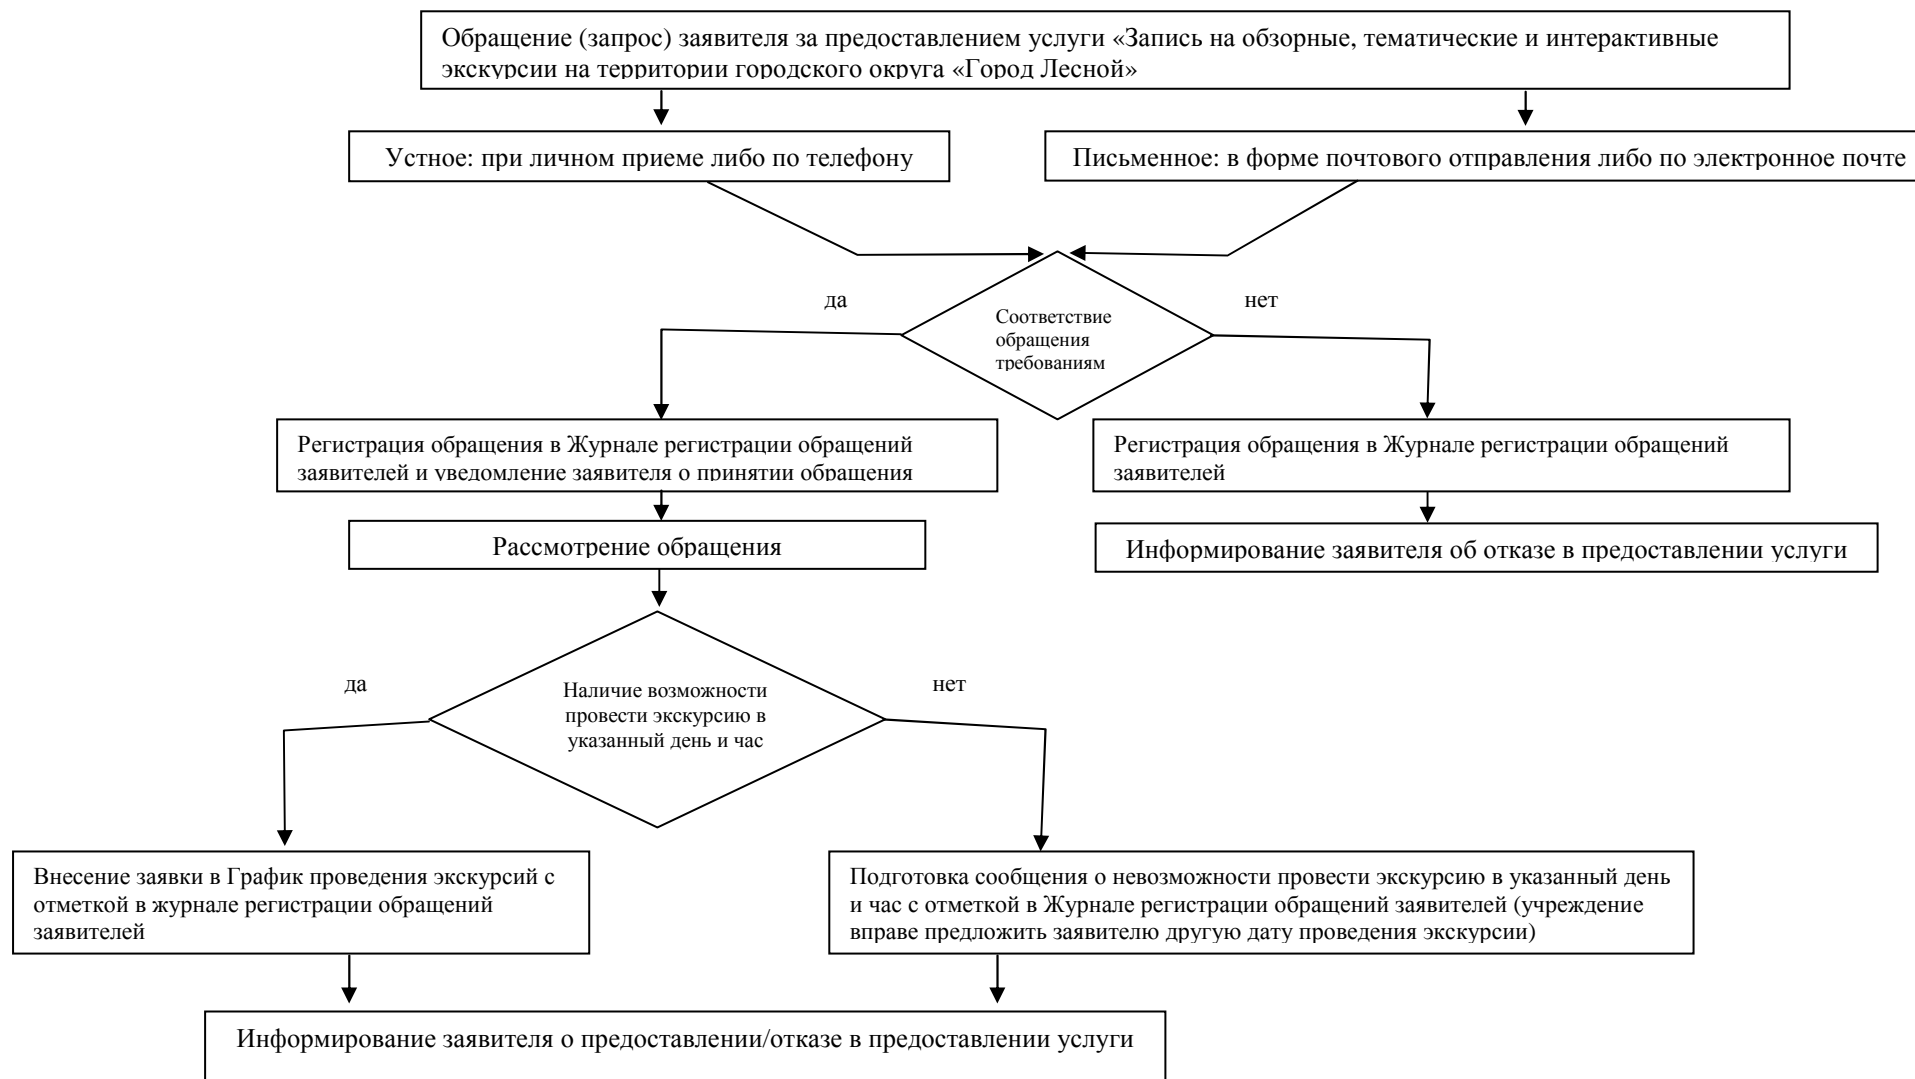 Обращение (запрос) заявителя за предоставлением услуги «Запись на обзорные, тематические и интерактивные
экскурсии на территории городского округа «Город Лесной»
Устное: при личном приеме либо по телефону
Письменное: в форме почтового отправления либо по электронное почте
да
нет
Соответствие
обращения
требованиям
Регистрация обращения в Журнале регистрации обращений
заявителей и уведомление заявителя о принятии обращения
Регистрация обращения в Журнале регистрации обращений
заявителей
Рассмотрение обращения
Информирование заявителя об отказе в предоставлении услуги
да
нет
Наличие возможности
провести экскурсию в
указанный день и час
Внесение заявки в График проведения экскурсий с
отметкой в журнале регистрации обращений
заявителей
Подготовка сообщения о невозможности провести экскурсию в указанный день
и час с отметкой в Журнале регистрации обращений заявителей (учреждение
вправе предложить заявителю другую дату проведения экскурсии)
Информирование заявителя о предоставлении/отказе в предоставлении услуги